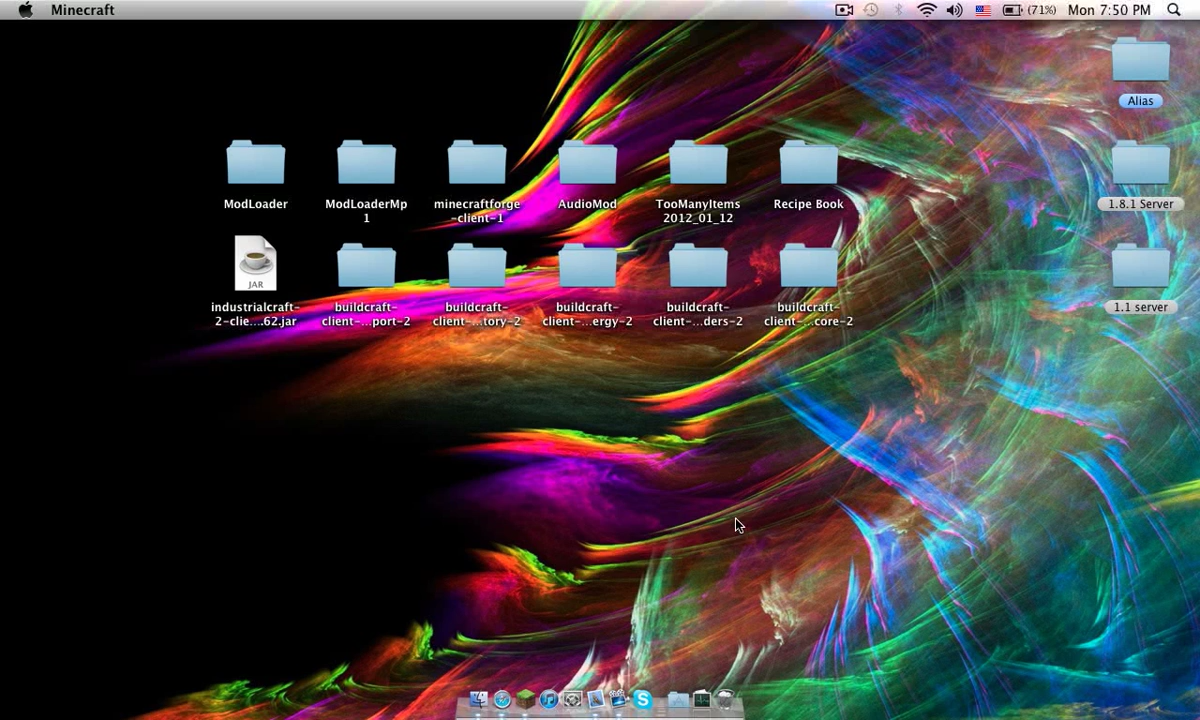 Minecraft
(71%) Mon 7:50 PM
Alias
ModLoader
ModLoaderMp
1
minecraftforge
-client-1
AudioMod
TooManyItems
2012_01_12
Recipe Book
1.8.1 Server
JAR
industrialcraft-
2-clie....62.jar
buildcraft-
client-...port-2
buildcraft-
client-...tory-2
buildcraft-
client-...ergy-2
buildcraft-
client-...ders-2
buildcraft-
client-...core-2
1.1 server